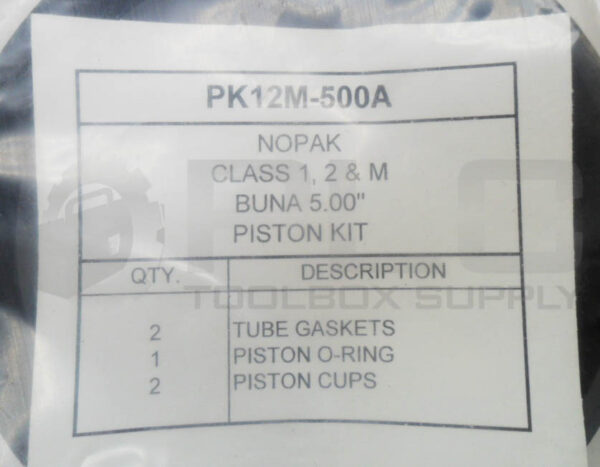 PK12M-500A
NOPAK
CLASS 1, 2 & M
BUNA 5.00"
PISTON KIT
QTY. DESCRIPTION
2 TUBE GASKETS
1 PISTON O-RING
2 PISTON CUPS
PLC
TOOLBOX SUPPLY